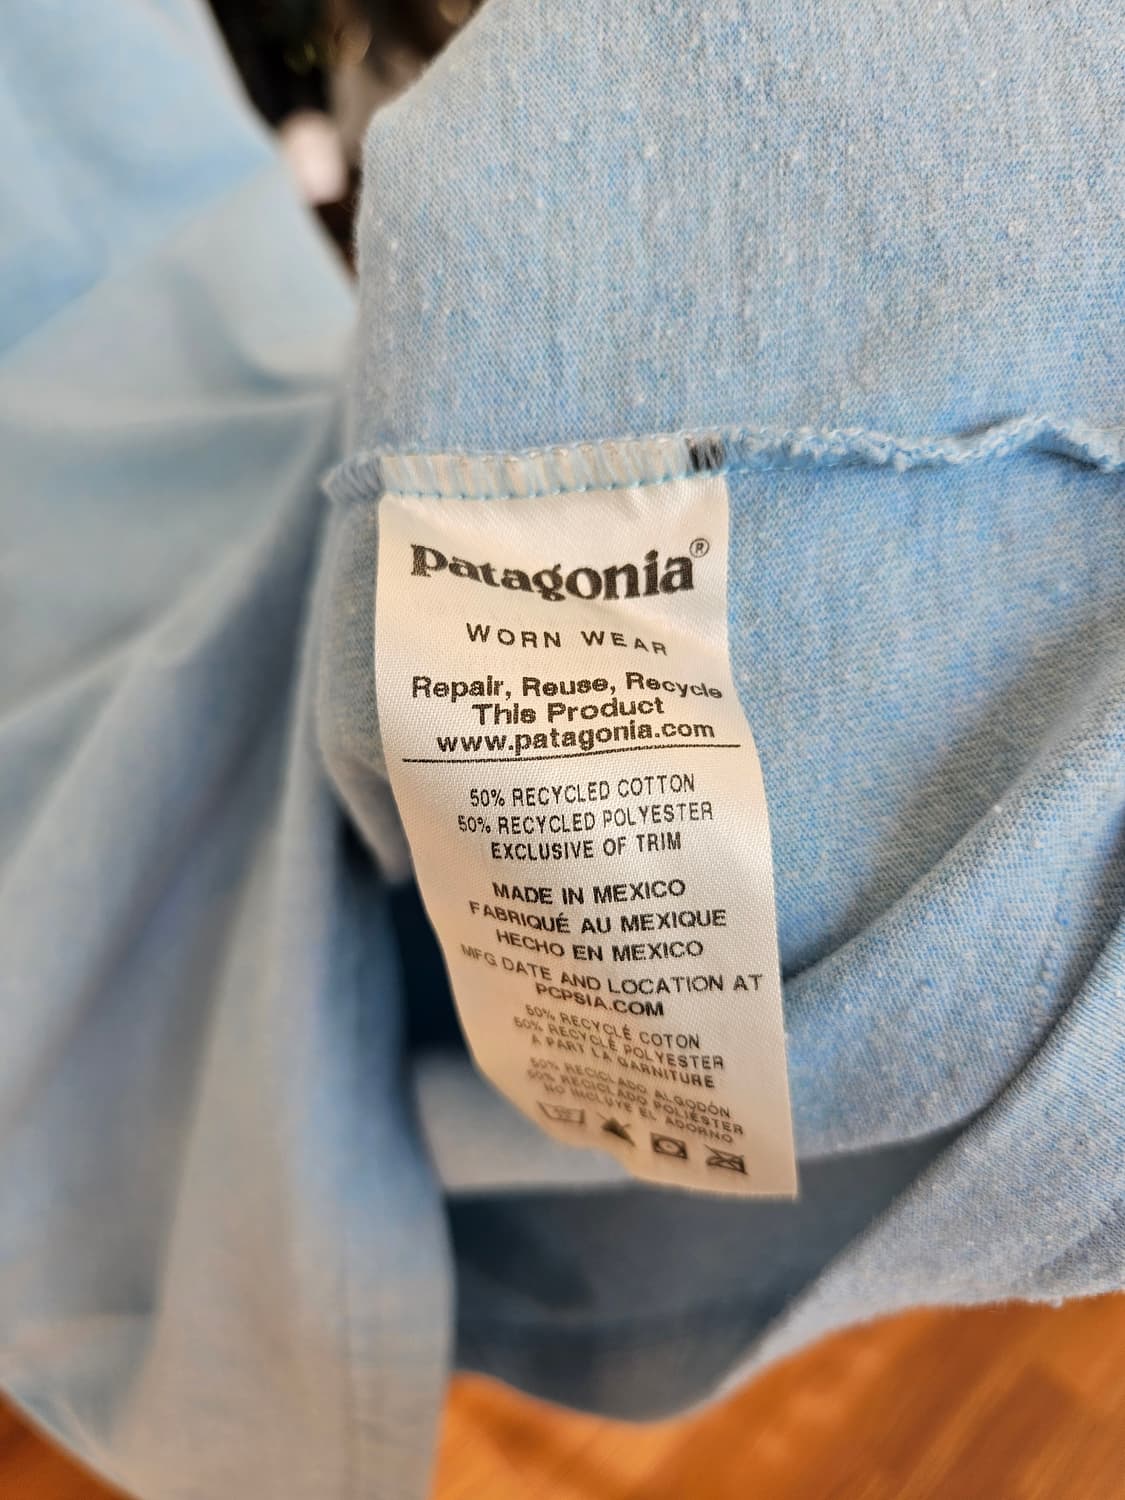 patagonia®
WORN WEAR
Repair, Reuse, Recycle
This Product
www.patagonia.com
50% RECYCLED COTTON
50% RECYCLED POLYESTER
EXCLUSIVE OF TRIM
MADE IN MEXICO
FABRIQUÉ AU MEXIQUE
HECHO EN MEXICO
MFG DATE AND LOCATION AT
PCPSIA.COM
50% RECYCLÉ COTON
50% RECYCLÉ POLYESTER
A PART LA GARNITURE
50% RECICLADO ALGODÓN
50% RECICLADO POLIÉSTER
NO INCLUYE EL ADORNO